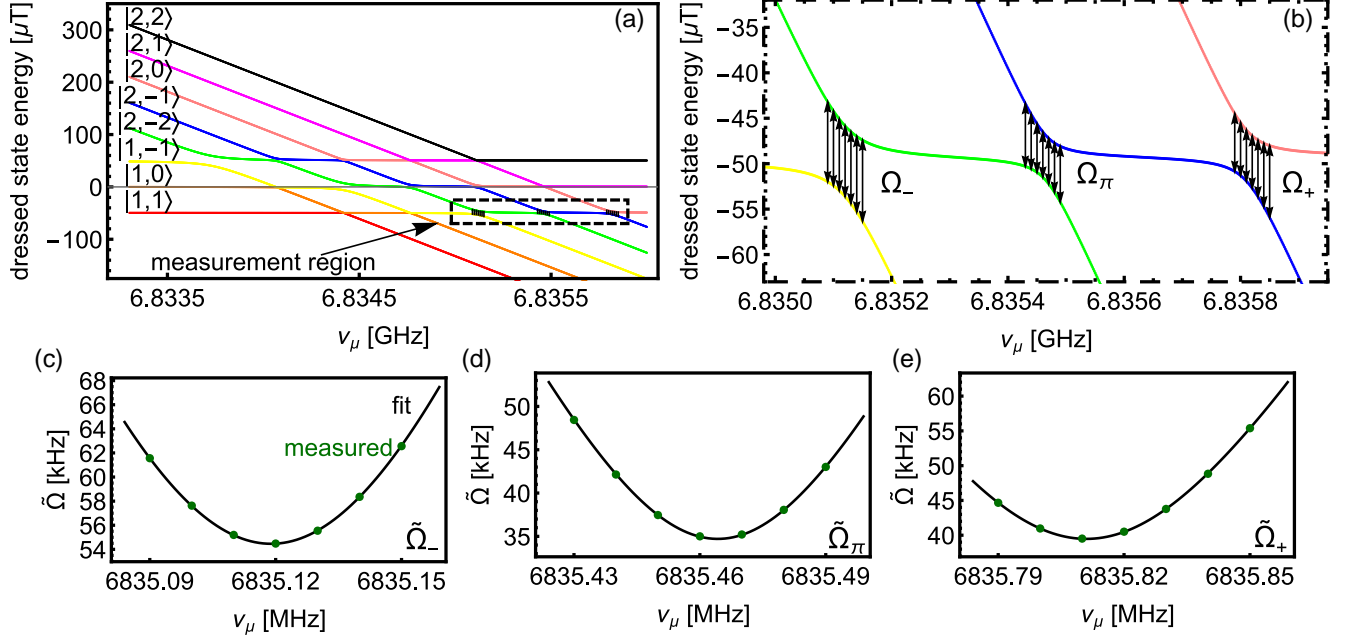 (a)
dressed state energy [μT]
300
200
100
0
−100
|2,2⟩
|2,1⟩
|2,0⟩
|2,−1⟩
|2,−2⟩
|1,−1⟩
|1,0⟩
|1,1⟩
measurement region
6.8335
6.8345
6.8355
ν_μ [GHz]
(b)
dressed state energy [μT]
−35
−40
−45
−50
−55
−60
Ω_−
Ω_π
Ω_+
6.8350
6.8352
6.8354
6.8356
6.8358
ν_μ [GHz]
(c)
Ω̃ [kHz]
68
66
64
62
60
58
56
54
fit
measured
Ω̃_−
6835.09
6835.12
6835.15
ν_μ [MHz]
(d)
Ω̃ [kHz]
50
45
40
35
Ω̃_π
6835.43
6835.46
6835.49
ν_μ [MHz]
(e)
Ω̃ [kHz]
60
55
50
45
40
Ω̃_+
6835.79
6835.82
6835.85
ν_μ [MHz]